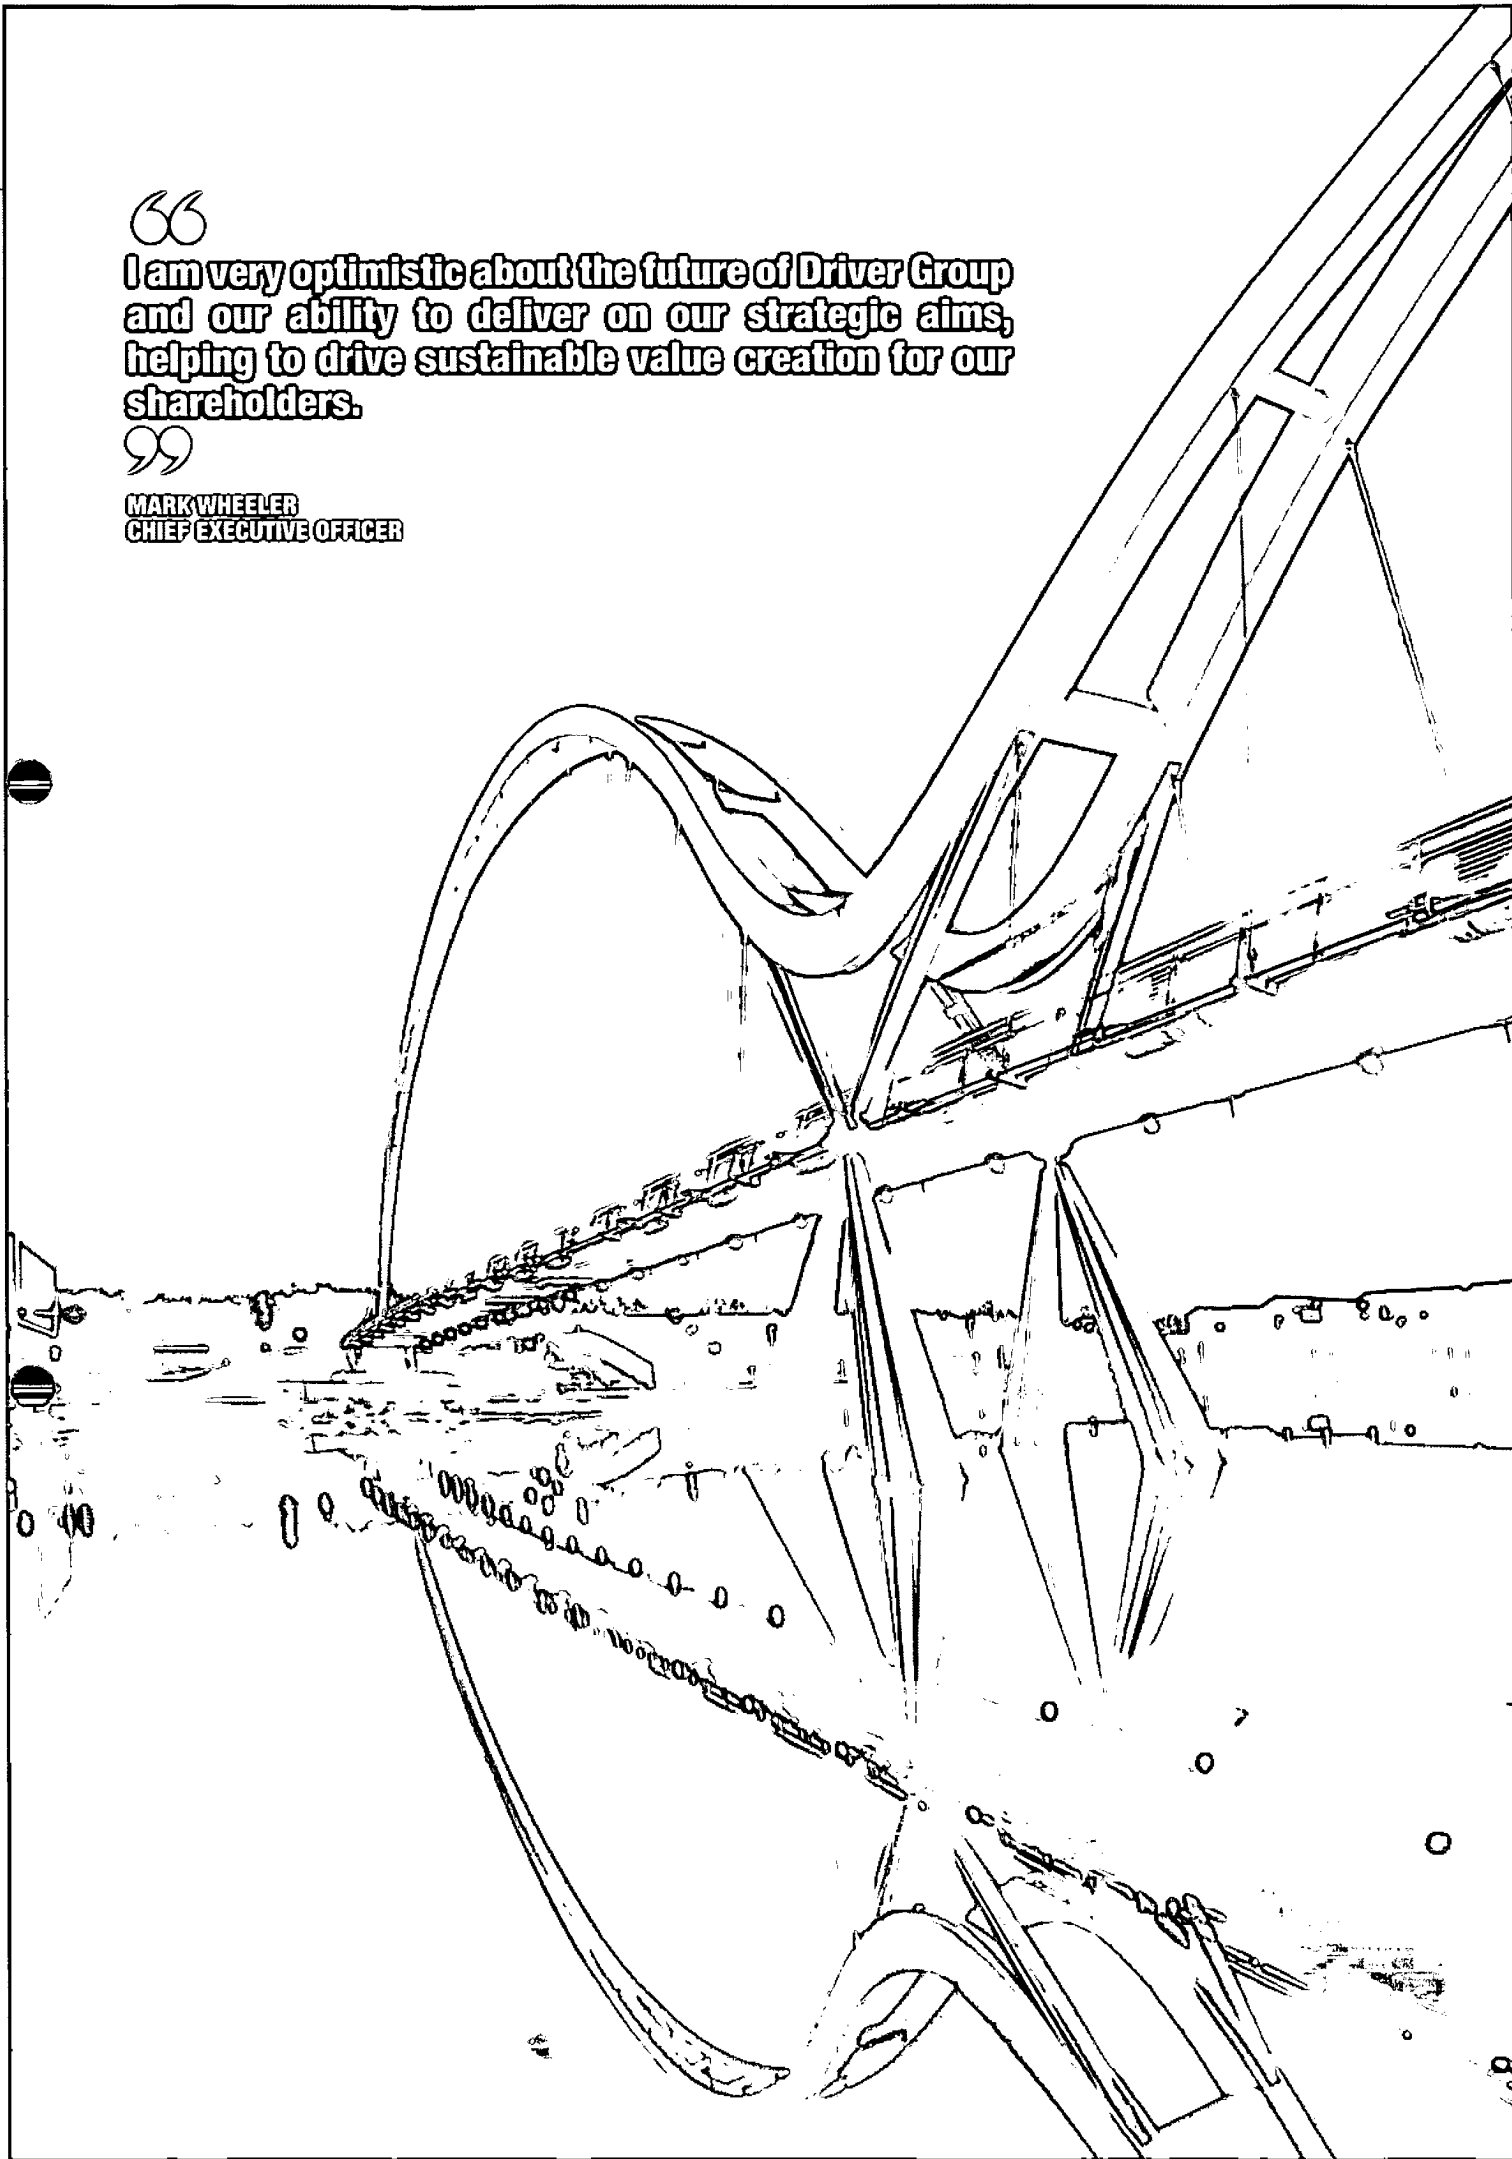 “
I am very optimistic about the future of Driver Group
and our ability to deliver on our strategic aims,
helping to drive sustainable value creation for our
shareholders.
”
MARK WHEELER
CHIEF EXECUTIVE OFFICER